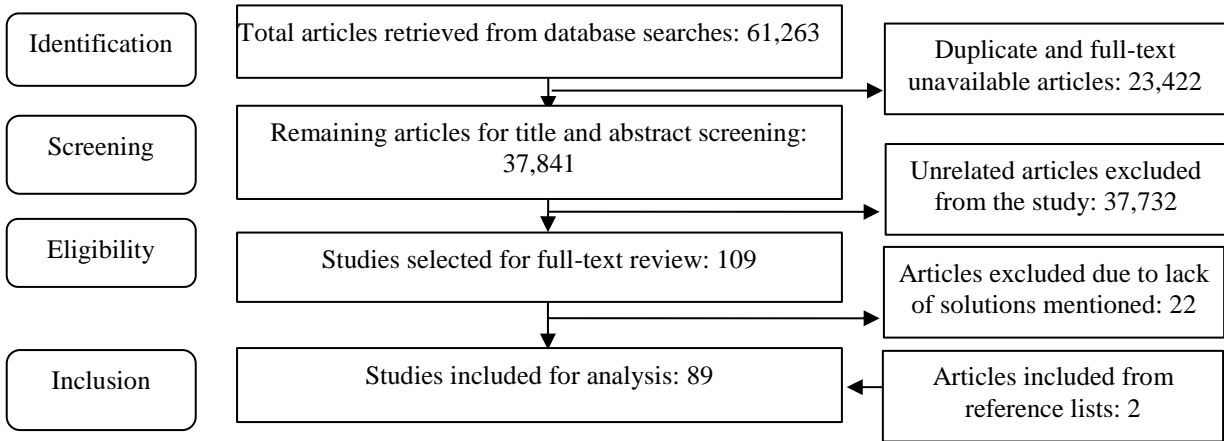 Identification
Total articles retrieved from database searches: 61,263
Duplicate and full-text
unavailable articles: 23,422
Screening
Remaining articles for title and abstract screening:
37,841
Unrelated articles excluded
from the study: 37,732
Eligibility
Studies selected for full-text review: 109
Articles excluded due to lack
of solutions mentioned: 22
Inclusion
Studies included for analysis: 89
Articles included from
reference lists: 2